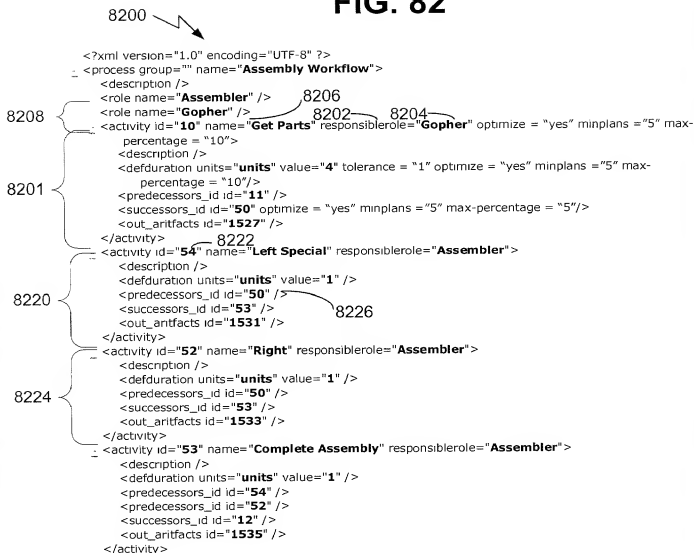 FIG. 82
8200
<?xml version="1.0" encoding="UTF-8" ?>
- <process group="" name="Assembly Workflow">
<description />
<role name="Assembler" />
8206
8208
<role name="Gopher" />
8202
8204
- <activity id="10" name="Get Parts" responsiblerole="Gopher" optimize = “yes” minplans =“5” max-
percentage = “10”>
<description />
<defduration units="units" value="4" tolerance = “1” optimize = “yes” minplans =“5” max-
percentage = “10”/>
8201
<predecessors_id id="11" />
<successors_id id="50" optimize = “yes” minplans =“5” max-percentage = “5”/>
<out_aritfacts id="1527" />
</activity>
8222
- <activity id="54" name="Left Special" responsiblerole="Assembler">
<description />
<defduration units="units" value="1" />
8220
<predecessors_id id="50" />
8226
<successors_id id="53" />
<out_aritfacts id="1531" />
</activity>
- <activity id="52" name="Right" responsiblerole="Assembler">
<description />
<defduration units="units" value="1" />
8224
<predecessors_id id="50" />
<successors_id id="53" />
<out_aritfacts id="1533" />
</activity>
- <activity id="53" name="Complete Assembly" responsiblerole="Assembler">
<description />
<defduration units="units" value="1" />
<predecessors_id id="54" />
<predecessors_id id="52" />
<successors_id id="12" />
<out_aritfacts id="1535" />
</activity>